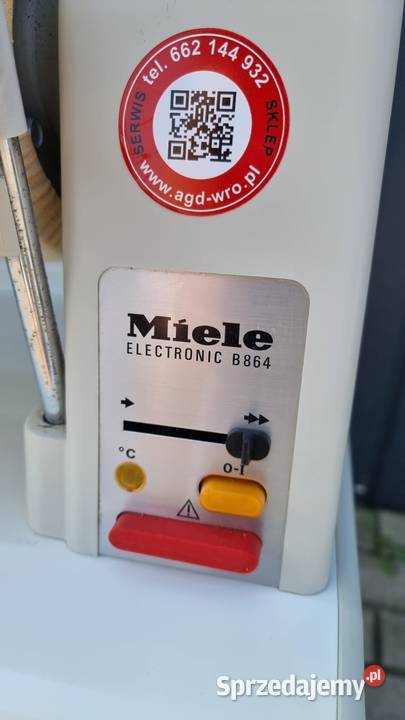 SERWIS tel. 662 144 932 SKLEP
www.agd-wro.pl
Miele
ELECTRONIC B864
°C
0-I
Sprzedajemy.pl